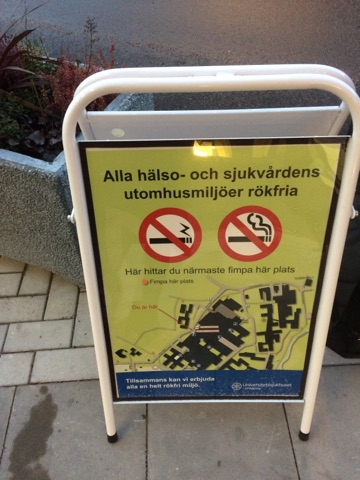 Alla hälso- och sjukvårdens
utomhusmiljöer rökfria
Här hittar du närmaste fimpa här plats
Fimpa här plats
Du är här
Tillsammans kan vi erbjuda
alla en helt rökfri miljö.
Universitetssjukhuset